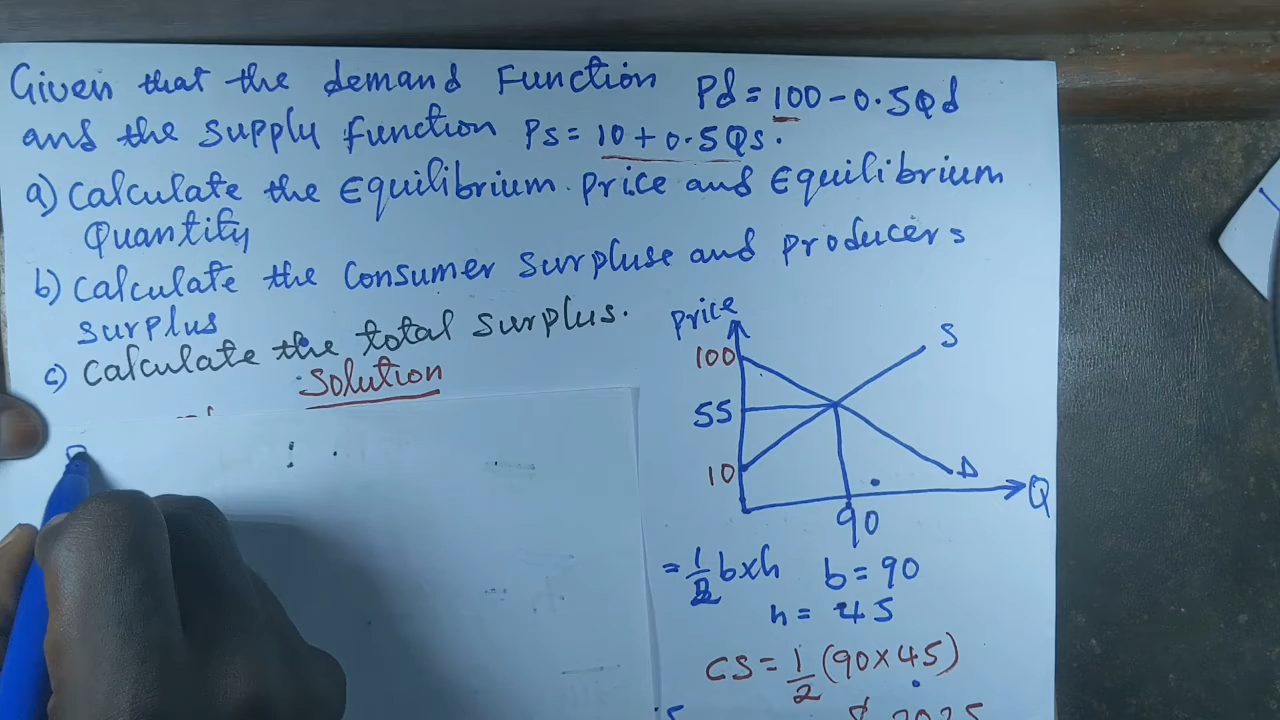 Given that the demand Function Pd = 100 - 0.5Qd
and the supply function Ps = 10 + 0.5Qs.
a) Calculate the Equilibrium price and Equilibrium
Quantity
b) Calculate the Consumer surpluse and producers
surplus
c) Calculate the total surplus.
Solution
Price
100
55
10
S
D
Q
90
= 1/2 b x h b = 90
h = 45
CS = 1/2 (90 x 45)